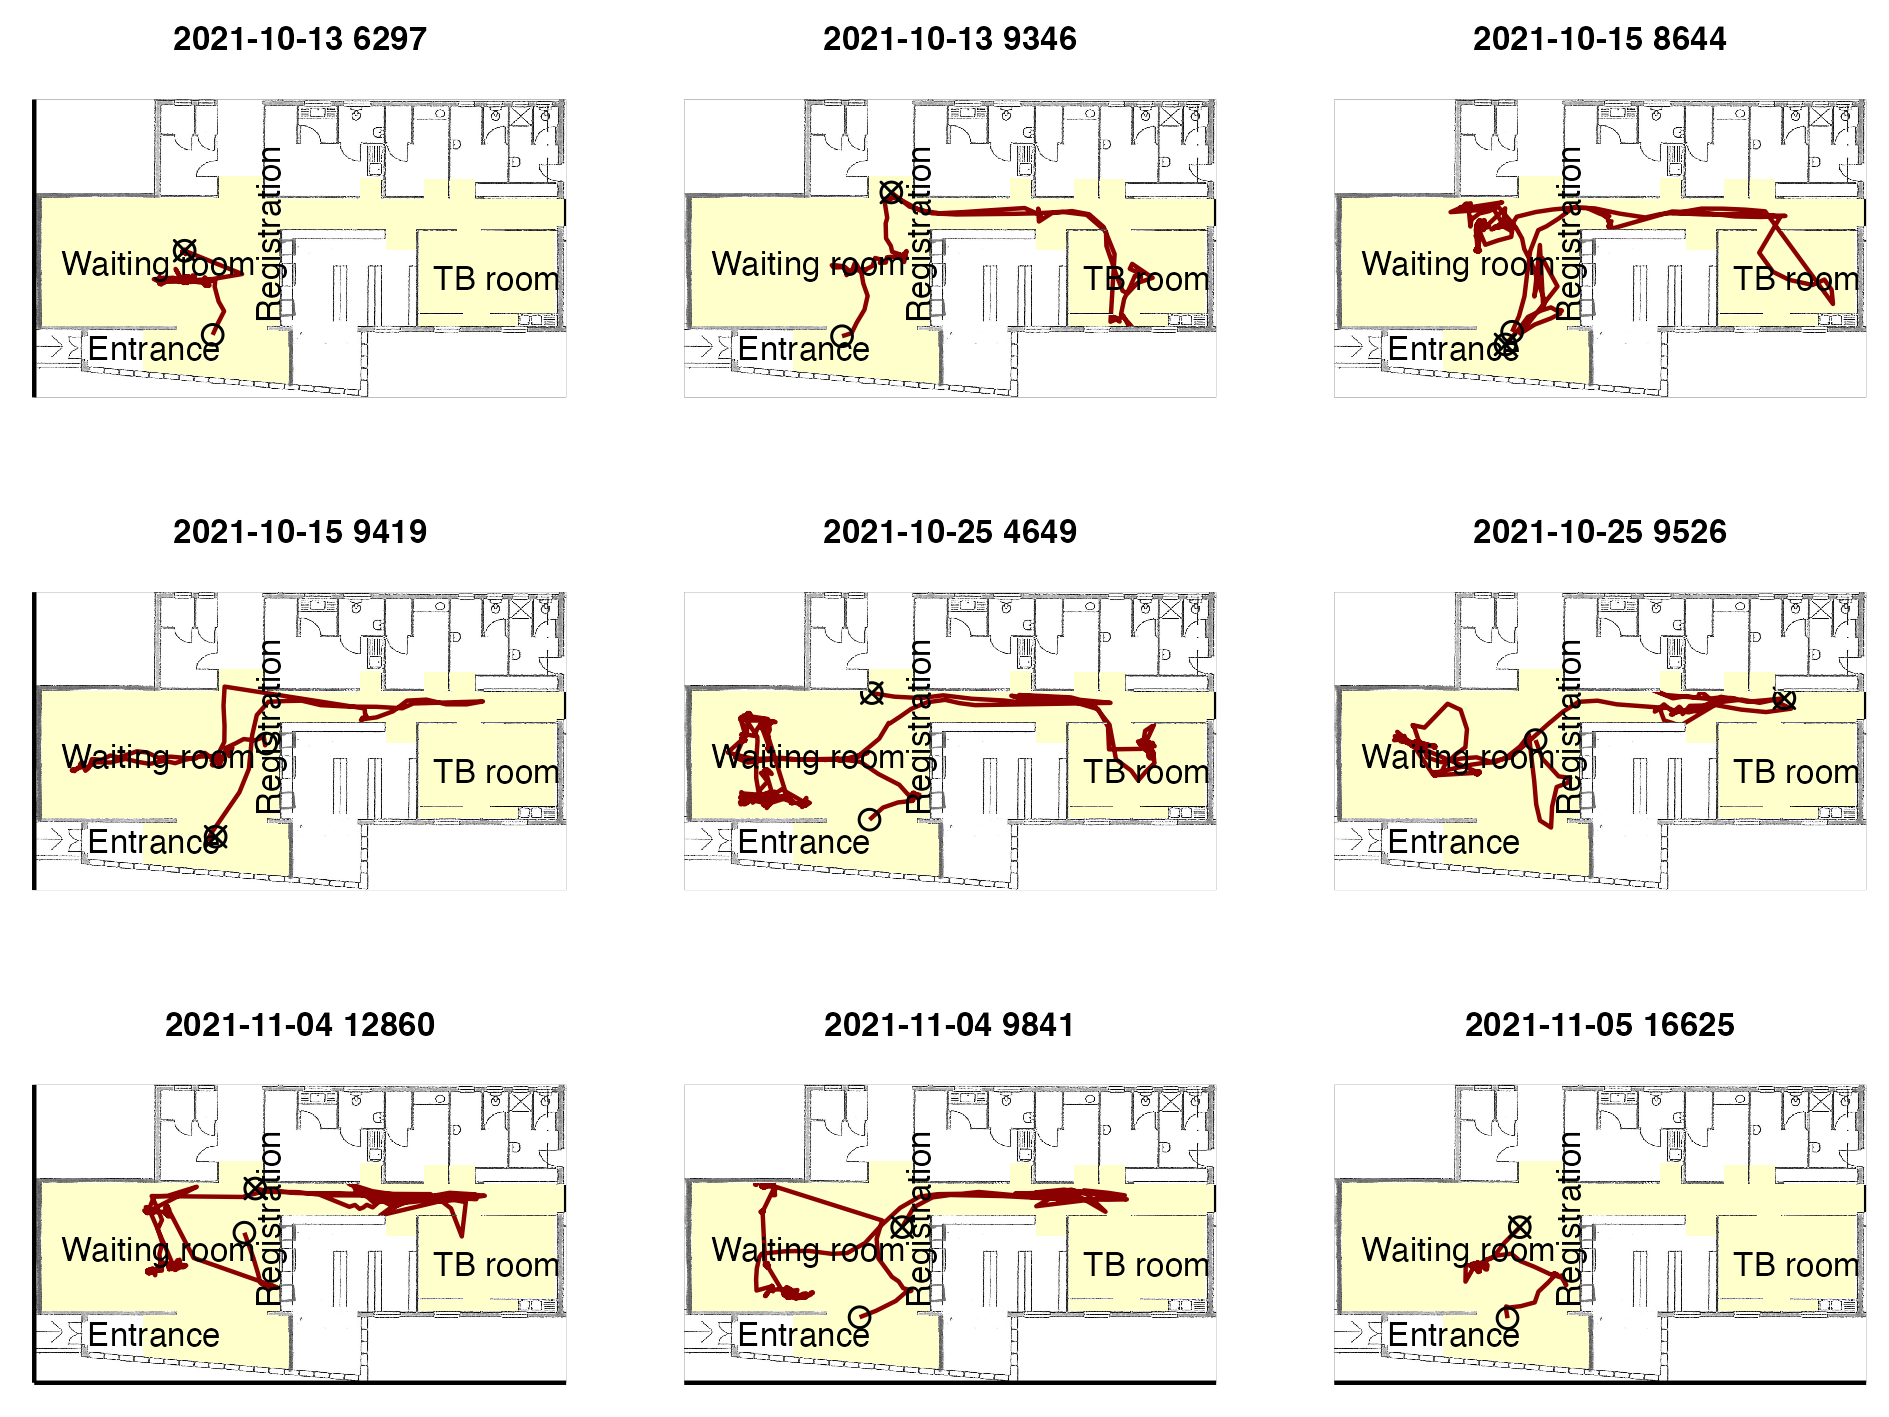 2021-10-13 6297
2021-10-13 9346
2021-10-15 8644
Registration
Waiting room
TB room
Entrance
Registration
Waiting room
TB room
Entrance
Registration
Waiting room
TB room
Entrance
2021-10-15 9419
2021-10-25 4649
2021-10-25 9526
Registration
Waiting room
TB room
Entrance
Registration
Waiting room
TB room
Entrance
Registration
Waiting room
TB room
Entrance
2021-11-04 12860
2021-11-04 9841
2021-11-05 16625
Registration
Waiting room
TB room
Entrance
Registration
Waiting room
TB room
Entrance
Registration
Waiting room
TB room
Entrance